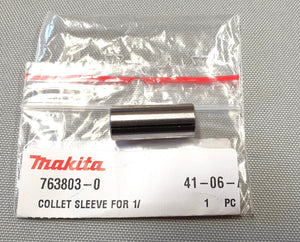 makita
763803-0 41-06-
COLLET SLEEVE FOR 1/ 1 PC